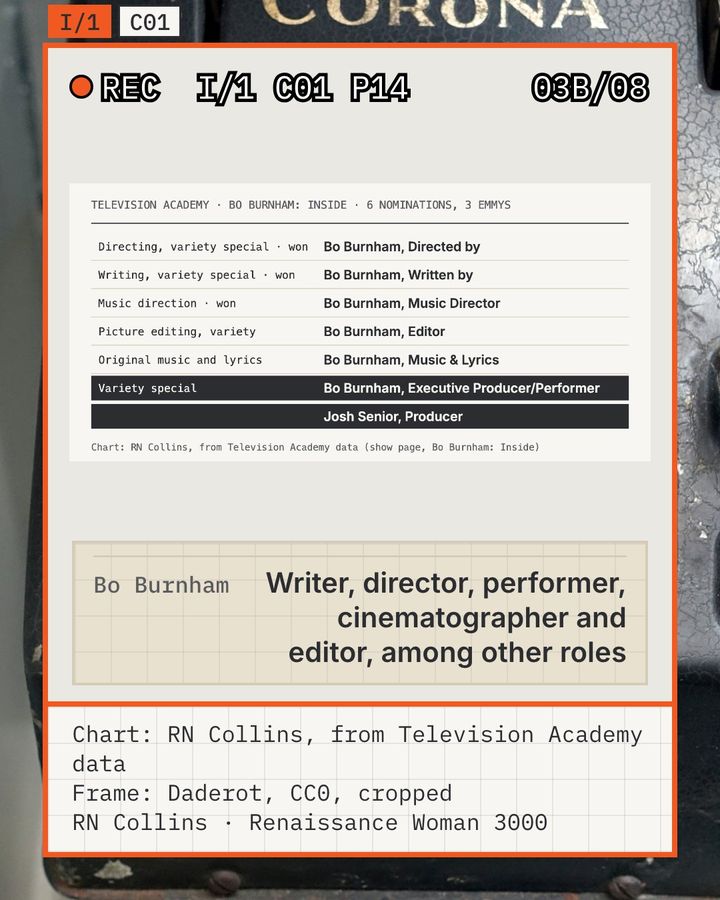 CORONA
I/1 C01
REC I/1 C01 P14 03B/08
TELEVISION ACADEMY · BO BURNHAM: INSIDE · 6 NOMINATIONS, 3 EMMYS
Directing, variety special · won Bo Burnham, Directed by
Writing, variety special · won Bo Burnham, Written by
Music direction · won Bo Burnham, Music Director
Picture editing, variety Bo Burnham, Editor
Original music and lyrics Bo Burnham, Music & Lyrics
Variety special Bo Burnham, Executive Producer/Performer
Josh Senior, Producer
Chart: RN Collins, from Television Academy data (show page, Bo Burnham: Inside)
Bo Burnham Writer, director, performer,
cinematographer and
editor, among other roles
Chart: RN Collins, from Television Academy
data
Frame: Daderot, CC0, cropped
RN Collins · Renaissance Woman 3000